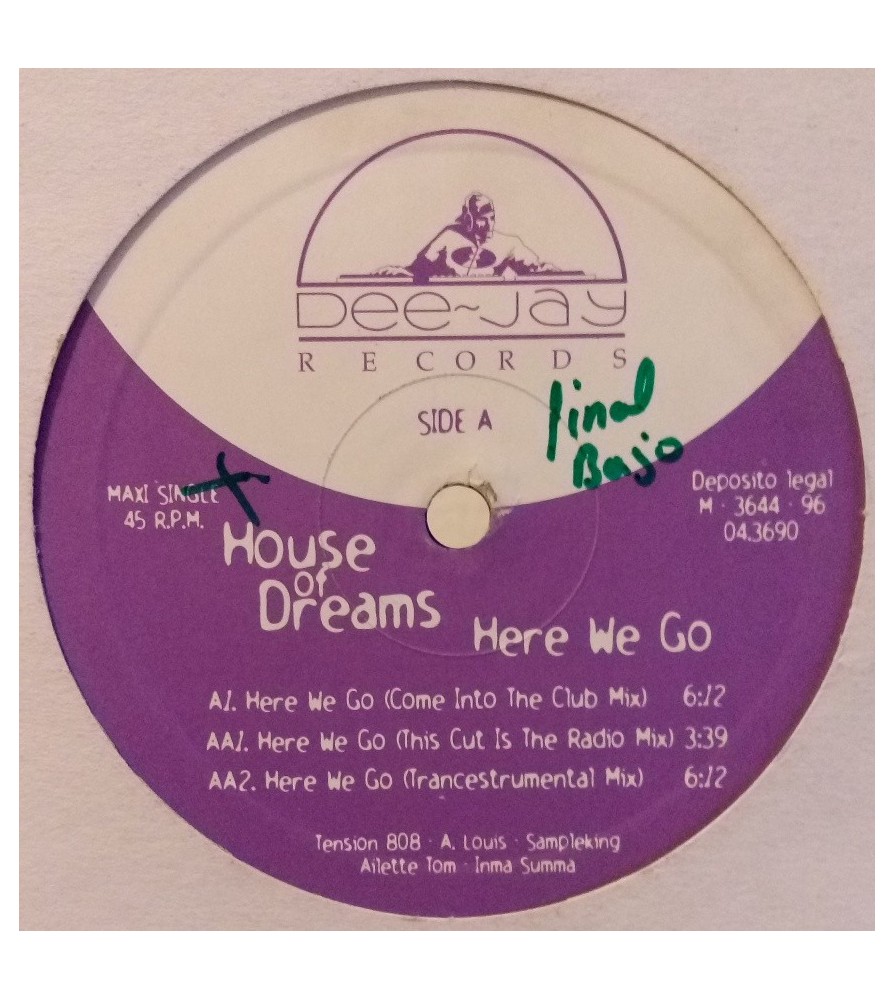 Dee~Jay
RECORDS
SIDE A
final
Bajo
MAXI SINGLE
45 R.P.M.
Deposito legal
M · 3644 · 96
04.3690
House
of
Dreams
Here We Go
A1. Here We Go (Come Into The Club Mix) 6:12
AA1. Here We Go (This Cut Is The Radio Mix) 3:39
AA2. Here We Go (Trancestrumental Mix) 6:12
Tension 808 · A. Louis · Sampleking
Ailette Tom · Inma Summa